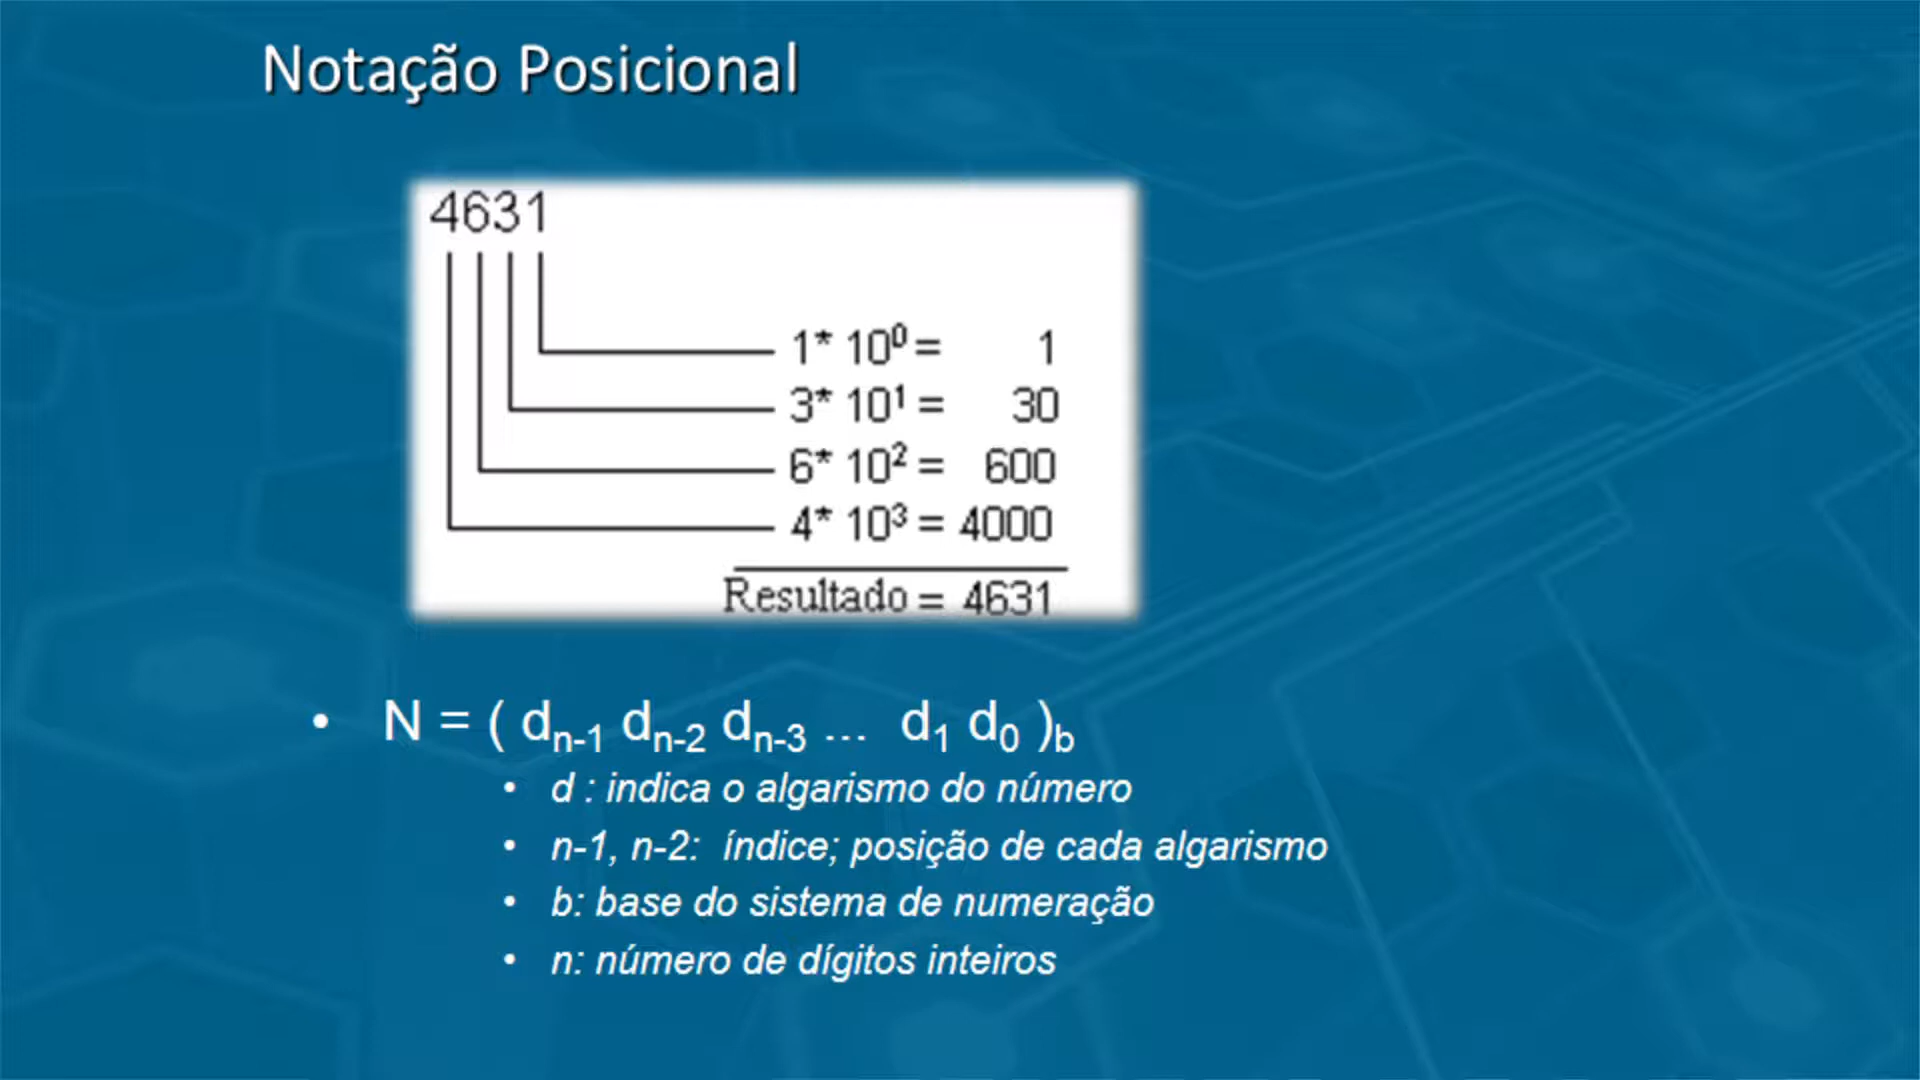 Notação Posicional
4631
1* 10⁰ = 1
3* 10¹ = 30
6* 10² = 600
4* 10³ = 4000
Resultado = 4631
• N = ( dₙ₋₁ dₙ₋₂ dₙ₋₃ ... d₁ d₀ )b
• d : indica o algarismo do número
• n-1, n-2: índice; posição de cada algarismo
• b: base do sistema de numeração
• n: número de dígitos inteiros